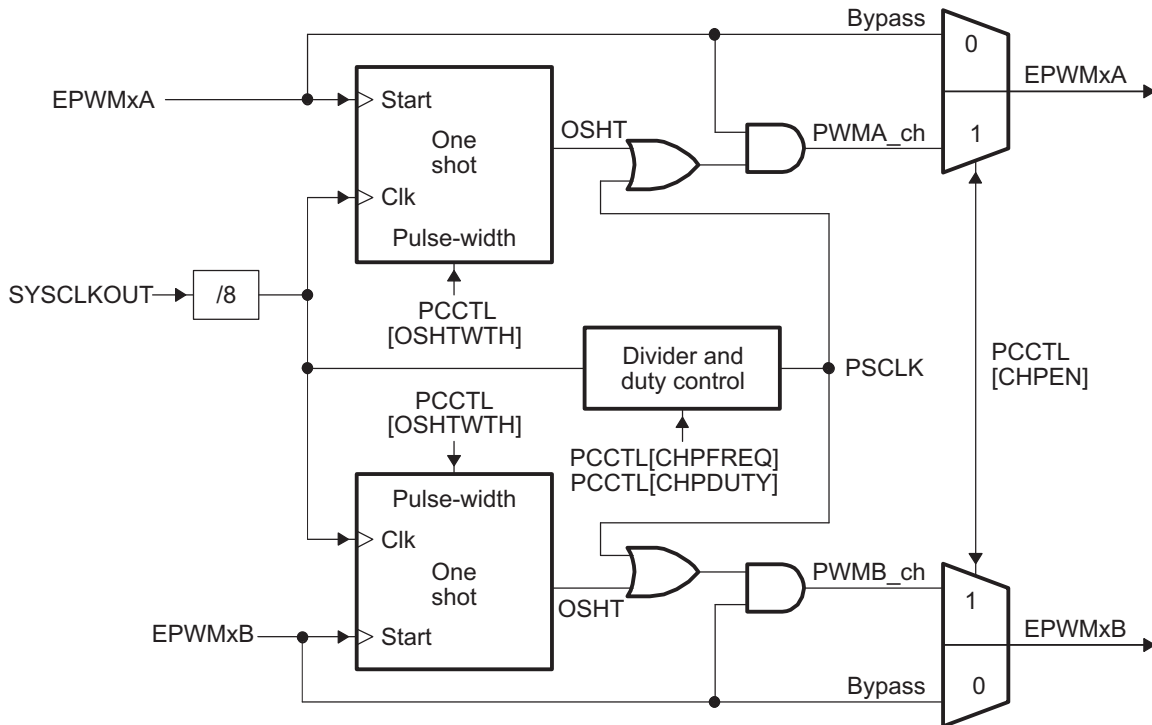 Bypass
0
EPWMxA
EPWMxA
Start
OSHT
PWMA_ch
1
One
shot
Clk
Pulse-width
SYSCLKOUT
/8
PCCTL
[OSHTWTH]
Divider and
duty control
PSCLK
PCCTL
[CHPEN]
PCCTL
[OSHTWTH]
PCCTL[CHPFREQ]
PCCTL[CHPDUTY]
Pulse-width
Clk
One
shot
PWMB_ch
1
OSHT
EPWMxB
Start
EPWMxB
Bypass
0